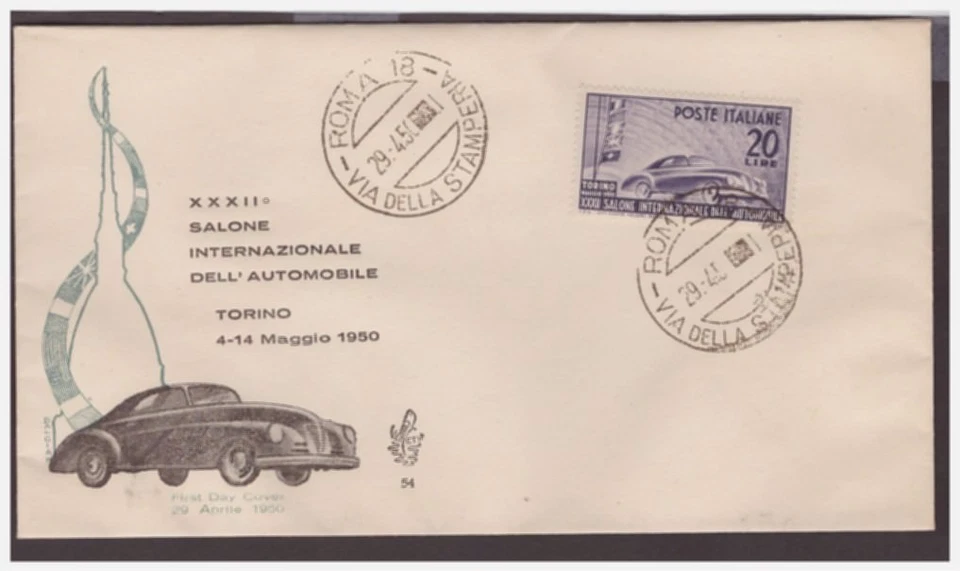 XXXII°
SALONE
INTERNAZIONALE
DELL'AUTOMOBILE
TORINO
4-14 Maggio 1950
First Day Cover
29 Aprile 1950
54
ROMA 18
29.4.50
VIA DELLA STAMPERIA
POSTE ITALIANE
20
LIRE
TORINO
XXXII SALONE INTERNAZIONALE DELL'AUTOMOBILE
ROMA
29.4.5
VIA DELLA STAMPERIA